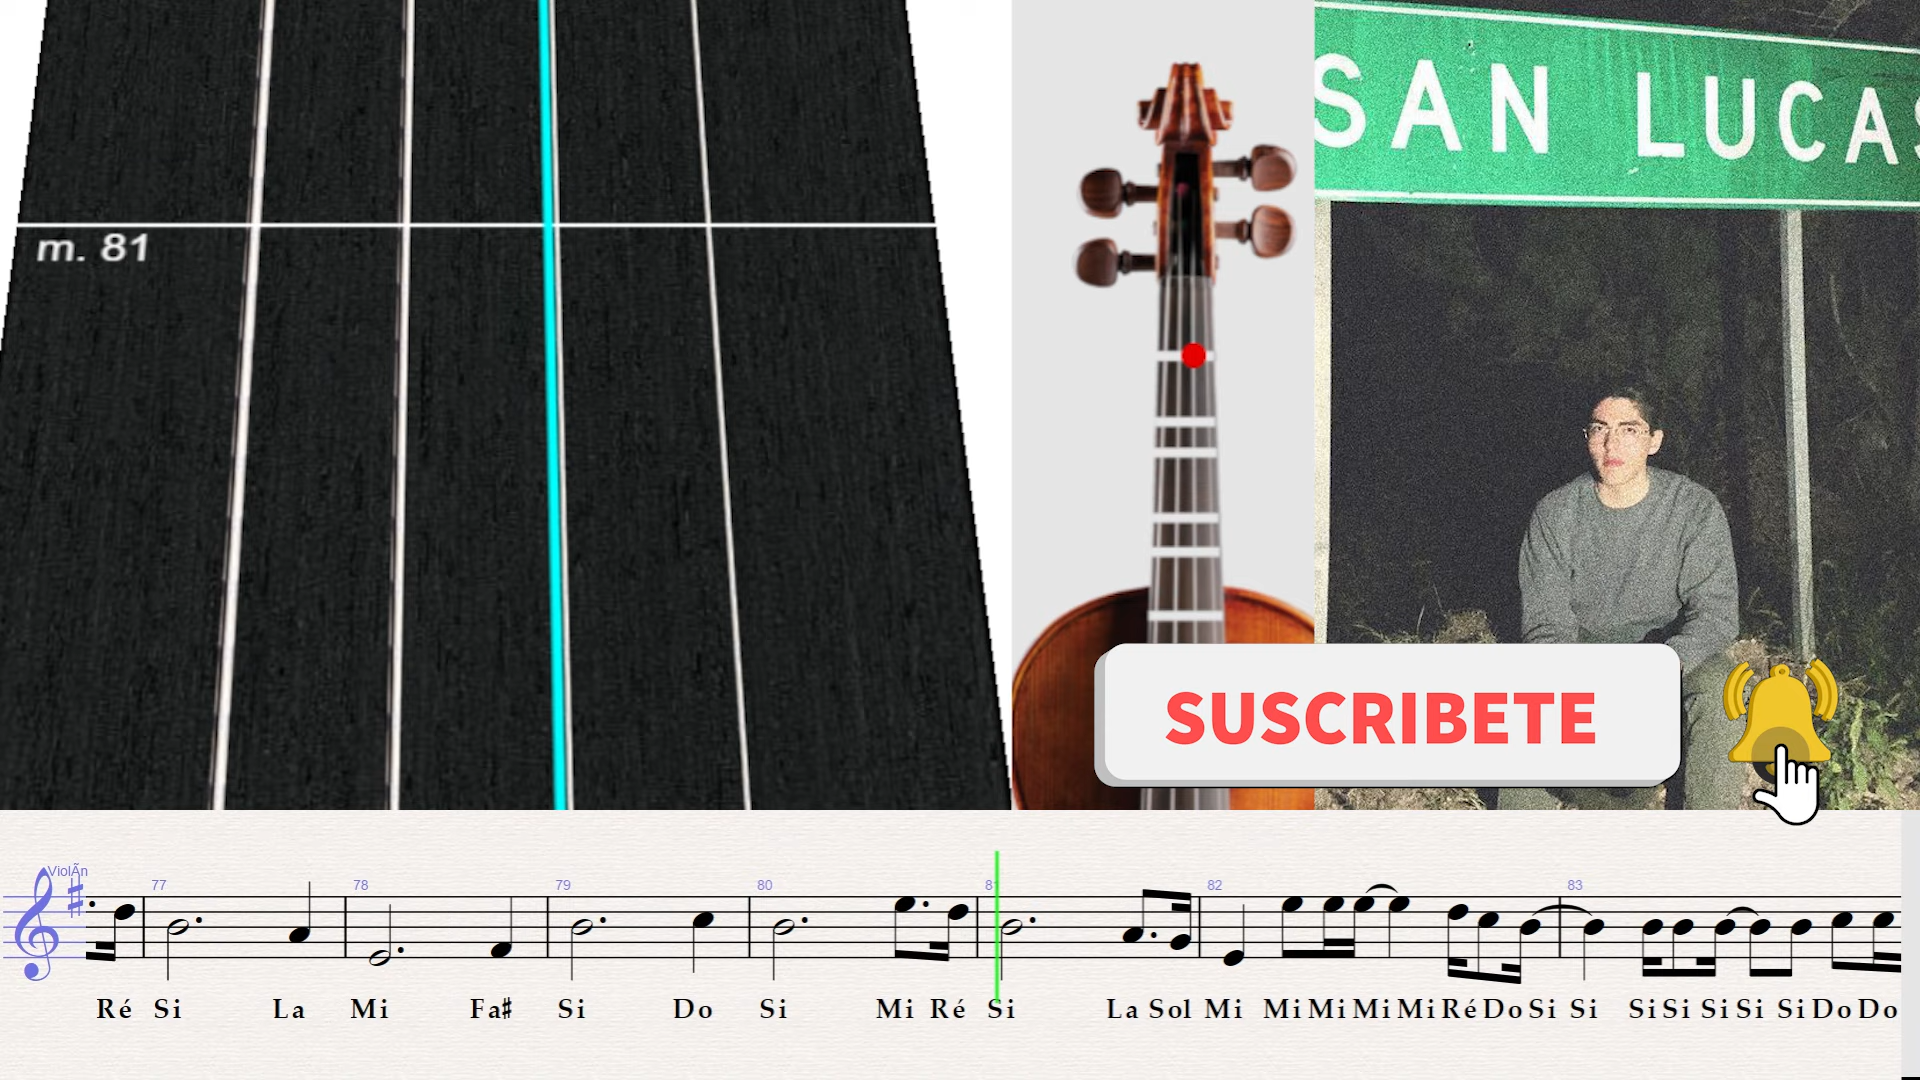 SAN LUCAS
m. 81
SUSCRIBETE
ViolÃn
77 78 79 80 81 82 83
Ré Si La Mi Fa♯ Si Do Si Mi Ré Si La Sol Mi Mi Mi Mi Mi Ré Do Si Si Si Si Si Si Si Do Do